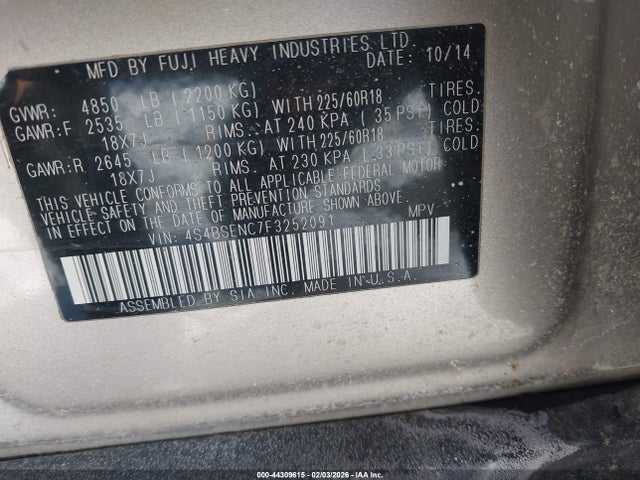 MFD BY FUJI HEAVY INDUSTRIES LTD
DATE: 10/14
GVWR: 4850 LB (2200 KG)
GAWR:F 2535 LB (1150 KG) WITH 225/60R18 TIRES
18X7J RIMS. AT 240 KPA (35 PSI) COLD
GAWR:R 2645 LB (1200 KG) WITH 225/60R18 TIRES
18X7J RIMS. AT 230 KPA (33 PSI) COLD
THIS VEHICLE CONFORMS TO ALL APPLICABLE FEDERAL MOTOR
VEHICLE SAFETY AND THEFT PREVENTION STANDARDS
IN EFFECT ON THE DATE OF MANUFACTURE SHOWN ABOVE.
VIN: 4S4BSENC7F3252091 MPV
ASSEMBLED BY SIA INC. MADE IN U.S.A.
000-44309615 - 02/03/2026 - IAA Inc.